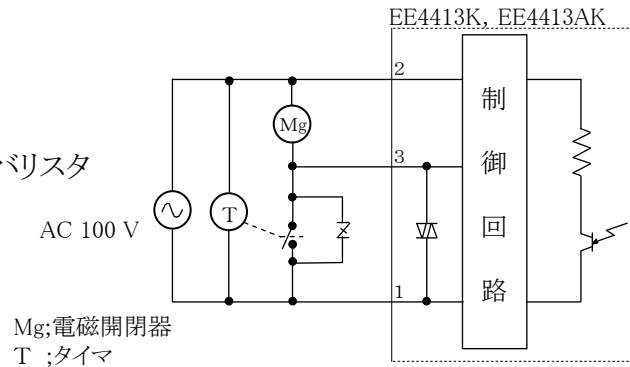 EE4413K, EE4413AK
2
制
御
回
路
Mg
3
バリスタ
T
AC 100 V
1
Mg;電磁開閉器
T ;タイマ